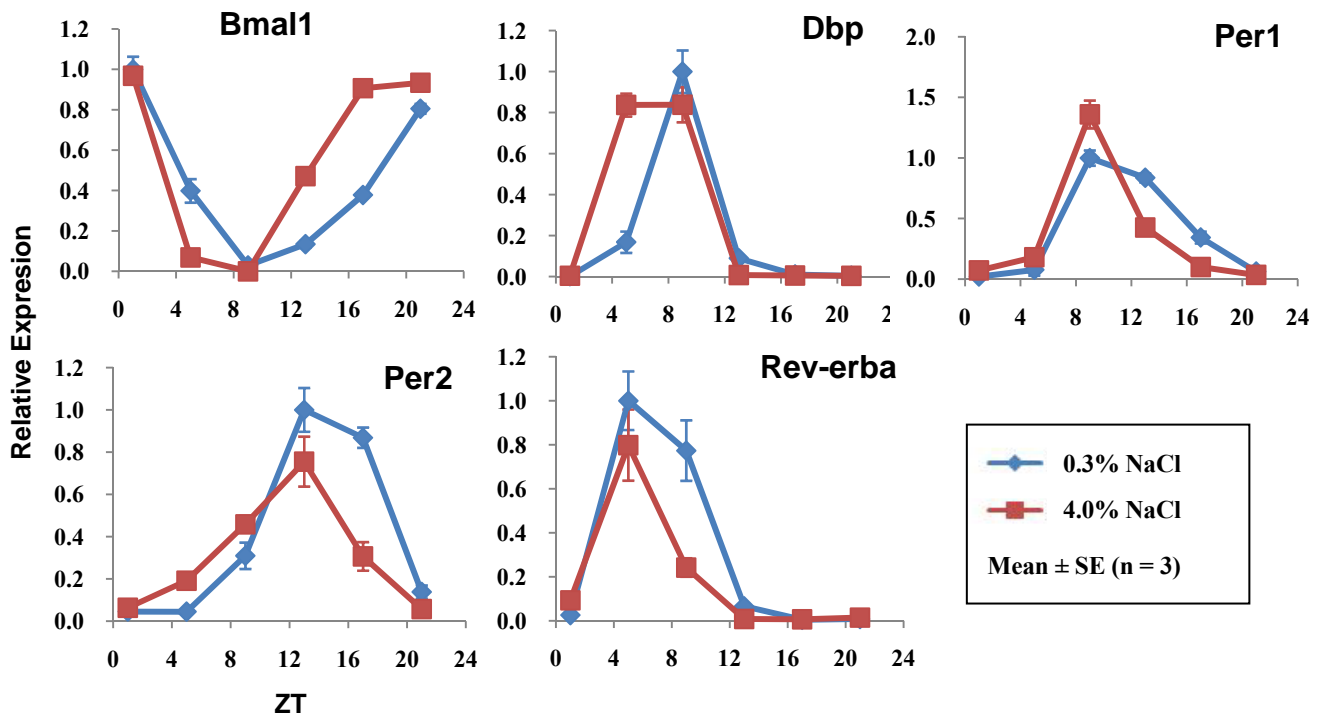 Bmal1
1.2
1.0
0.8
0.6
0.4
0.2
0.0
0 4 8 12 16 20 24
Dbp
1.2
1.0
0.8
0.6
0.4
0.2
0.0
0 4 8 12 16 20 2
Per1
2.0
1.5
1.0
0.5
0.0
0 4 8 12 16 20 24
Relative Expression
Per2
1.2
1.0
0.8
0.6
0.4
0.2
0.0
0 4 8 12 16 20 24
ZT
Rev-erba
1.2
1.0
0.8
0.6
0.4
0.2
0.0
0 4 8 12 16 20 24
0.3% NaCl
4.0% NaCl
Mean ± SE (n = 3)